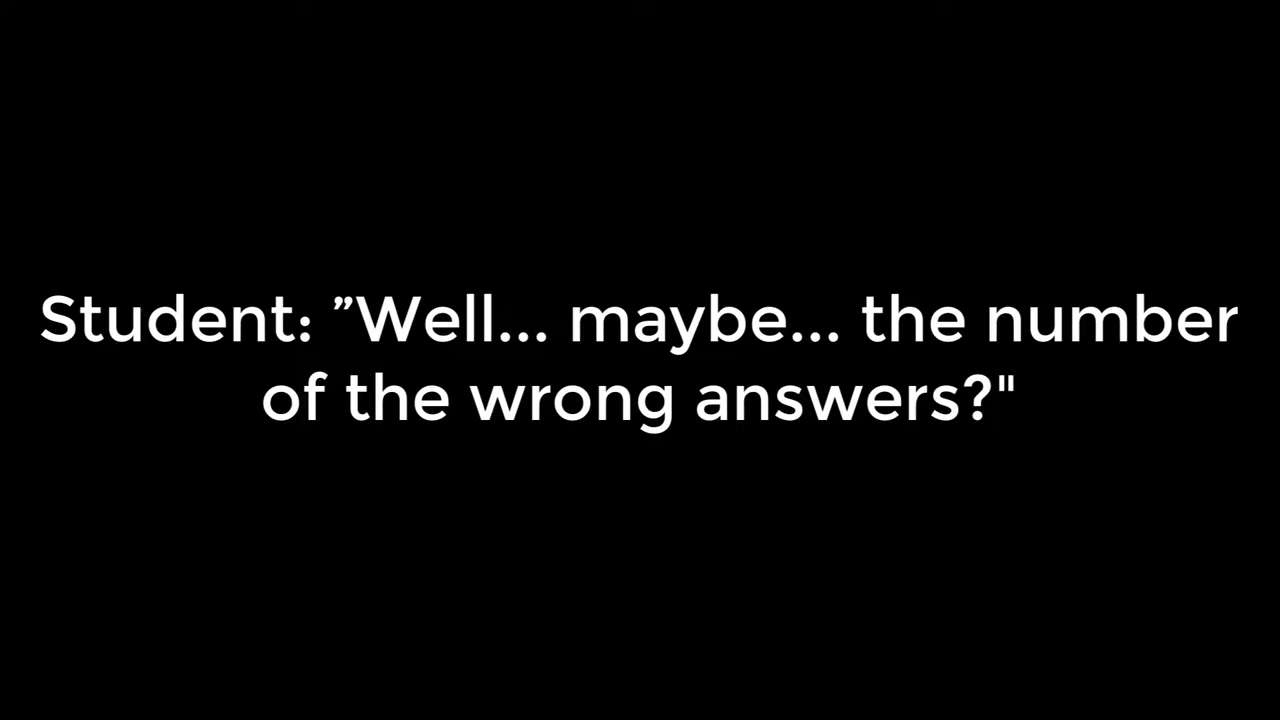 Student: ”Well... maybe... the number
of the wrong answers?"